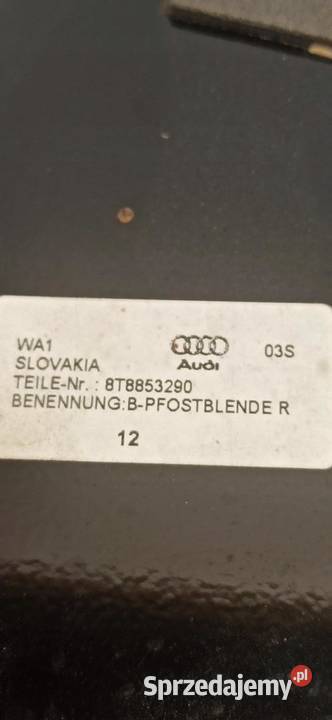 WA1
Audi
03S
SLOVAKIA
TEILE-Nr. : 8T8853290
BENENNUNG:B-PFOSTBLENDE R
12
Sprzedajemy.pl